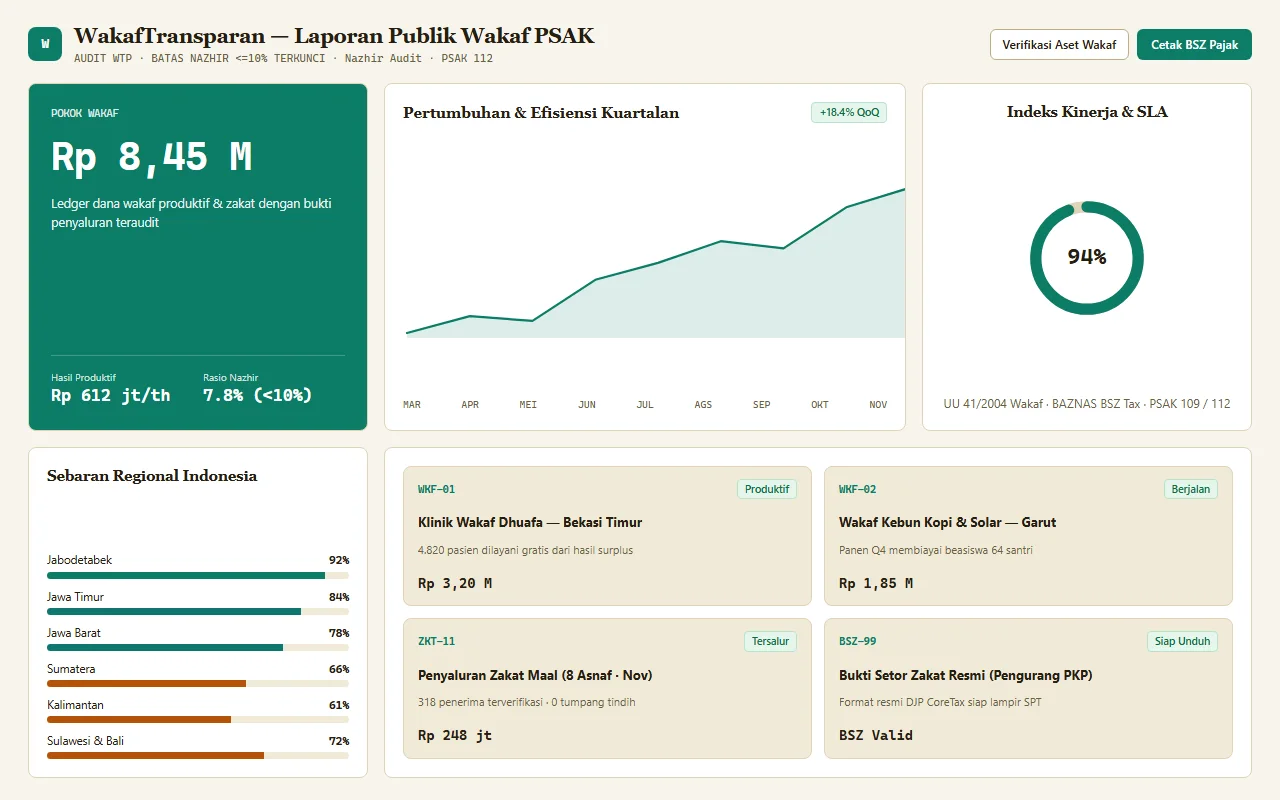 W
WakafTransparan — Laporan Publik Wakaf PSAK
AUDIT WTP · BATAS NAZHIR <=10% TERKUNCI · Nazhir Audit · PSAK 112
Verifikasi Aset Wakaf
Cetak BSZ Pajak
POKOK WAKAF
Rp 8,45 M
Ledger dana wakaf produktif & zakat dengan bukti
penyaluran teraudit
Hasil Produktif
Rp 612 jt/th
Rasio Nazhir
7.8% (<10%)
Pertumbuhan & Efisiensi Kuartalan
+18.4% QoQ
MAR APR MEI JUN JUL AGS SEP OKT NOV
Indeks Kinerja & SLA
94%
UU 41/2004 Wakaf · BAZNAS BSZ Tax · PSAK 109 / 112
Sebaran Regional Indonesia
Jabodetabek 92%
Jawa Timur 84%
Jawa Barat 78%
Sumatera 66%
Kalimantan 61%
Sulawesi & Bali 72%
WKF-01
Produktif
Klinik Wakaf Dhuafa — Bekasi Timur
4.820 pasien dilayani gratis dari hasil surplus
Rp 3,20 M
WKF-02
Berjalan
Wakaf Kebun Kopi & Solar — Garut
Panen Q4 membiayai beasiswa 64 santri
Rp 1,85 M
ZKT-11
Tersalur
Penyaluran Zakat Maal (8 Asnaf · Nov)
318 penerima terverifikasi · 0 tumpang tindih
Rp 248 jt
BSZ-99
Siap Unduh
Bukti Setor Zakat Resmi (Pengurang PKP)
Format resmi DJP CoreTax siap lampir SPT
BSZ Valid